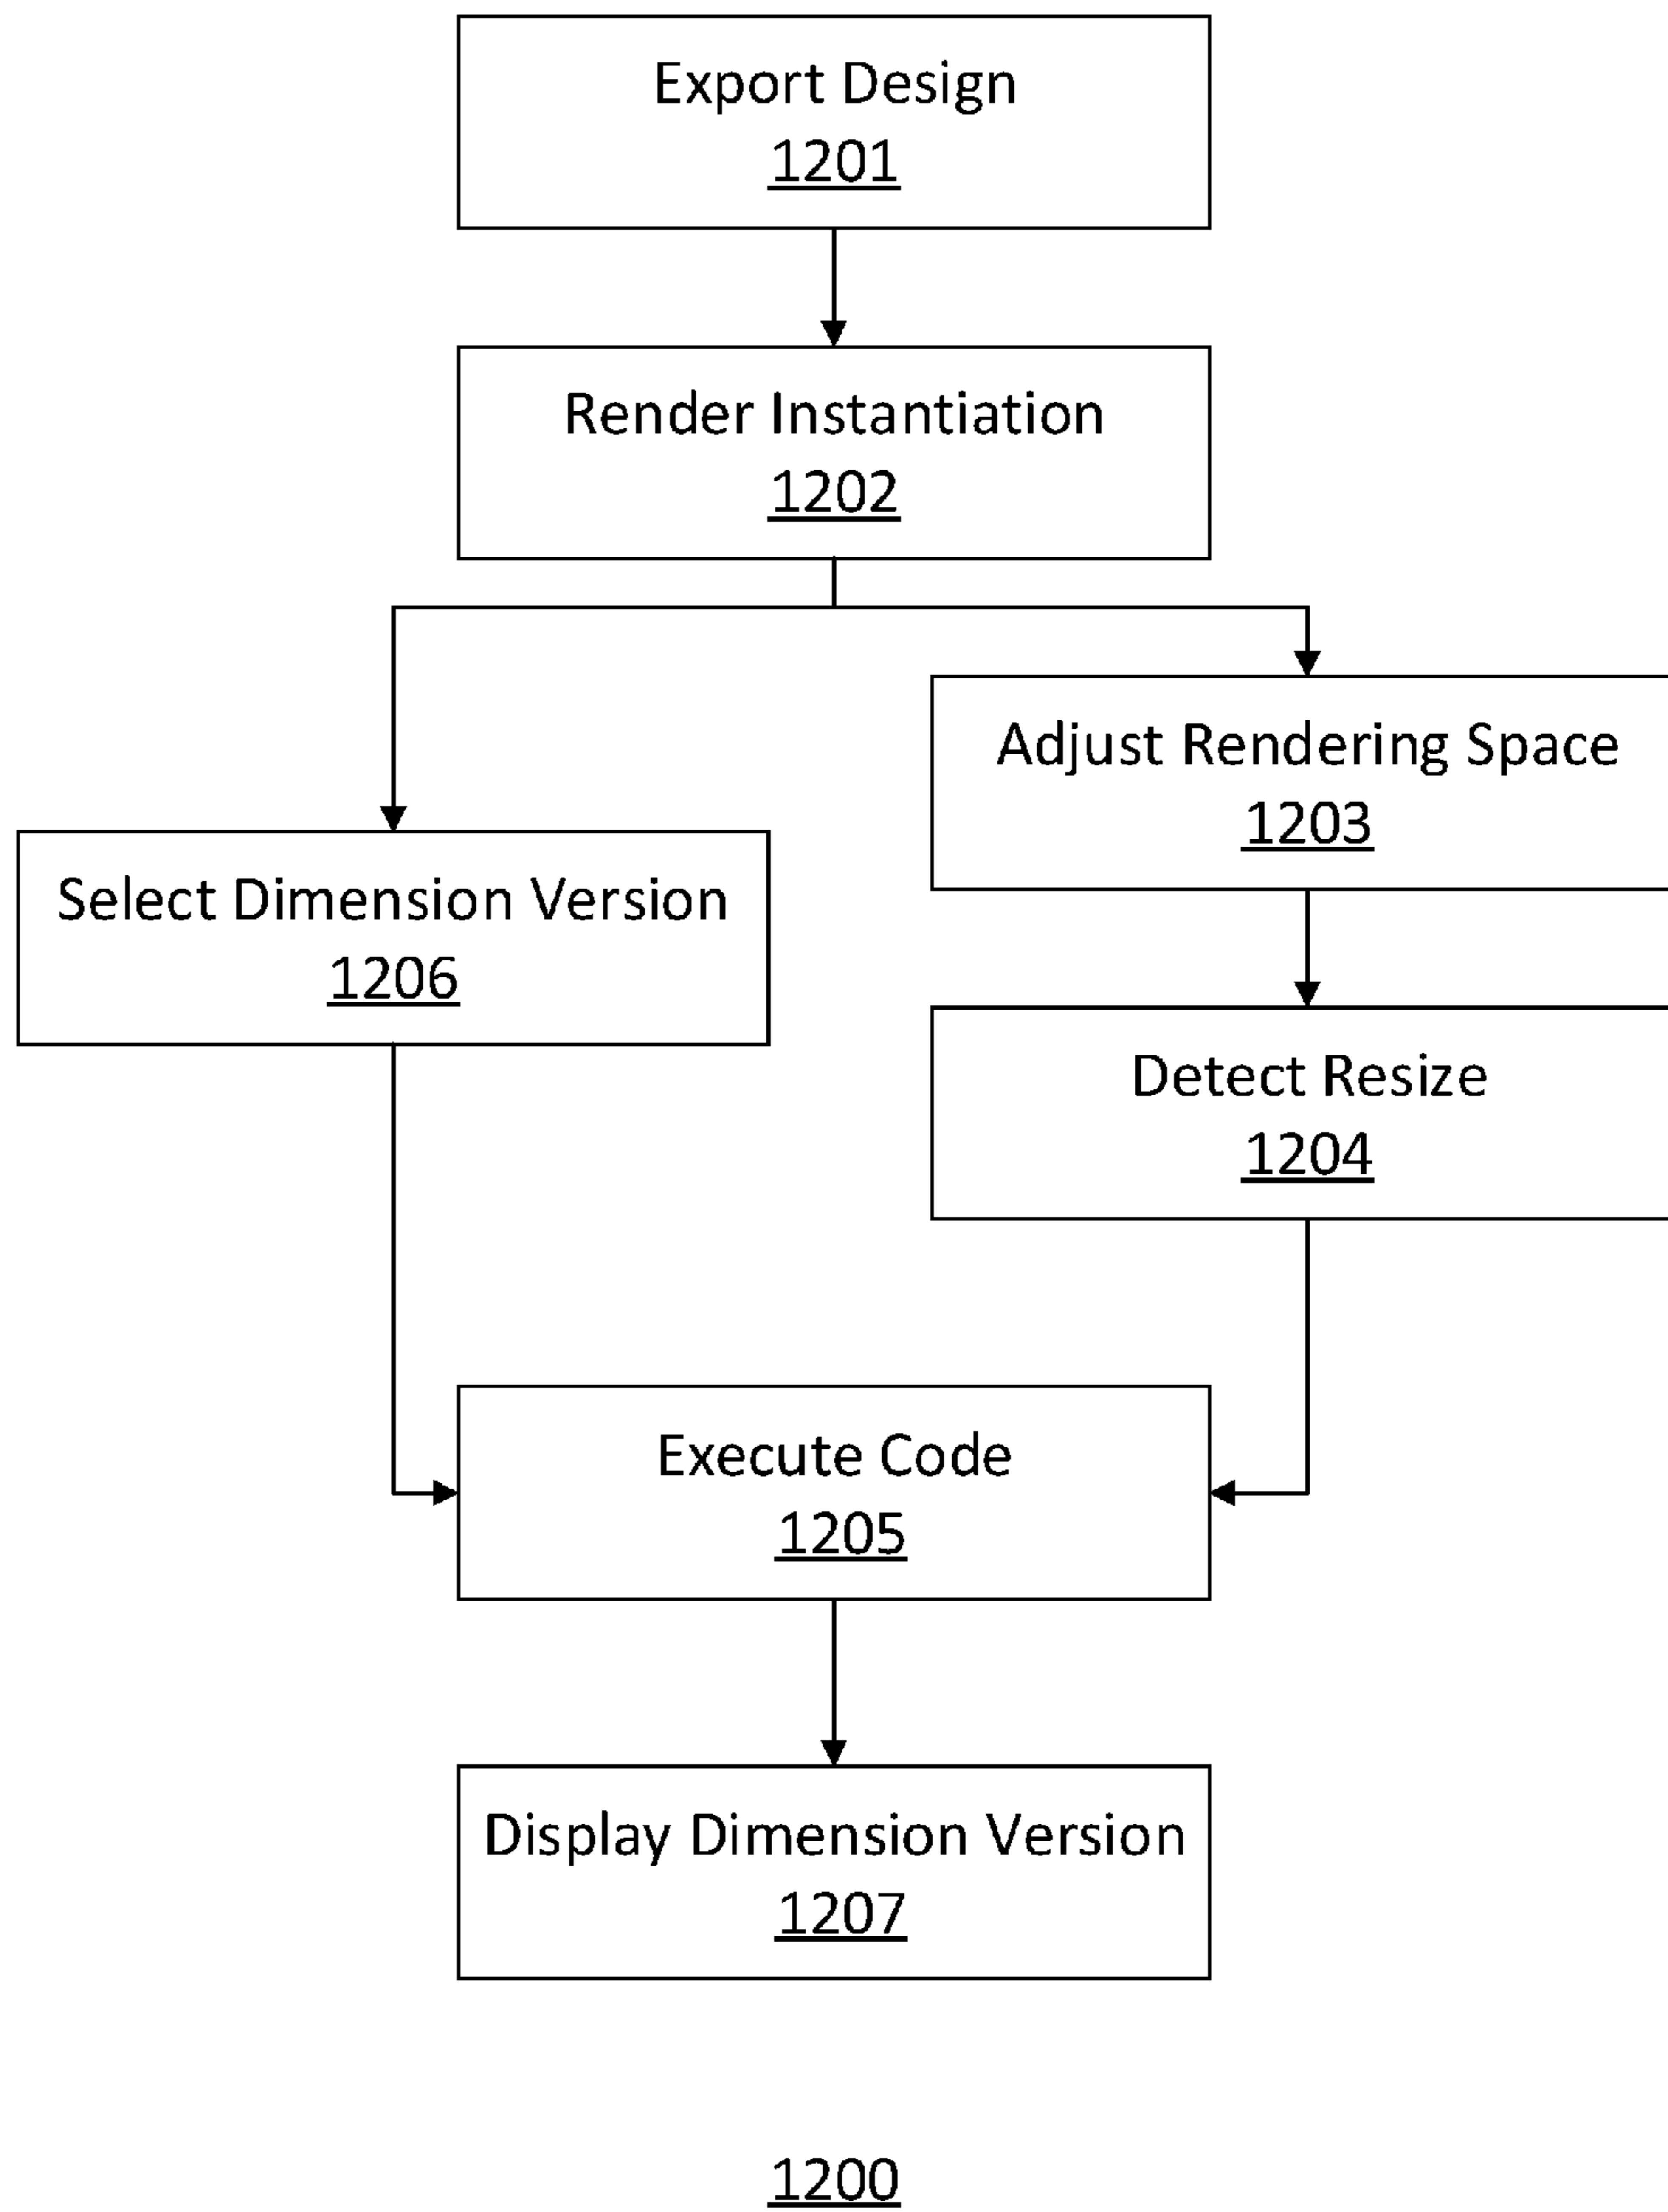 Export Design
1201
Render Instantiation
1202
Adjust Rendering Space
1203
Select Dimension Version
1206
Detect Resize
1204
Execute Code
1205
Display Dimension Version
1207
1200